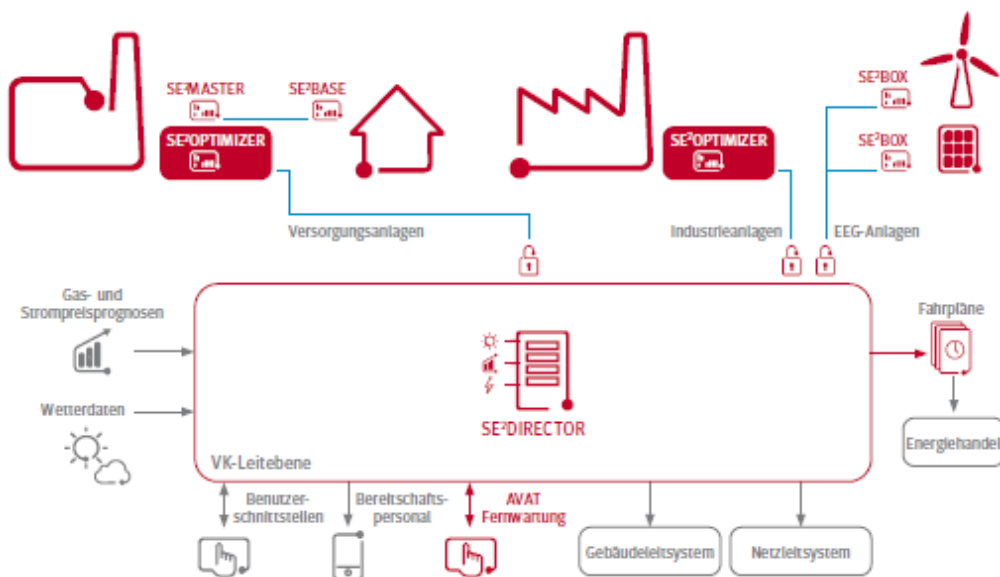 SE²MASTER
SE²BASE
SE²OPTIMIZER
SE²OPTIMIZER
SE²BOX
SE²BOX
Versorgungsanlagen
Industrieanlagen
EEG-Anlagen
Gas- und
Strompreisprognosen
Wetterdaten
SE²DIRECTOR
VK-Leitebene
Fahrpläne
Energiehandel
Benutzer-
schnittstellen
Bereitschafts-
personal
AVAT
Fernwartung
Gebäudeleitsystem
Netzleitsystem